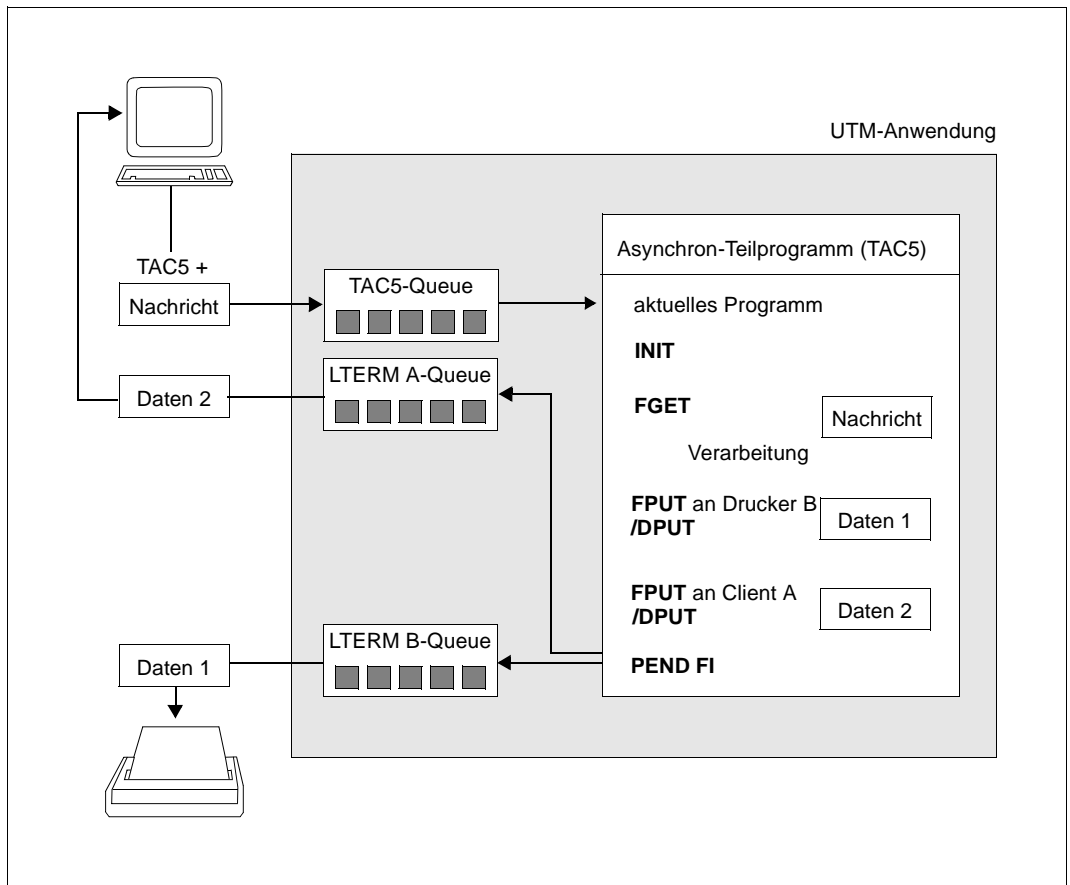 UTM-Anwendung
TAC5 +
Nachricht
TAC5-Queue
LTERM A-Queue
Daten 2
LTERM B-Queue
Daten 1
Asynchron-Teilprogramm (TAC5)
aktuelles Programm
INIT
FGET
Nachricht
Verarbeitung
FPUT an Drucker B
/DPUT
Daten 1
FPUT an Client A
/DPUT
Daten 2
PEND FI